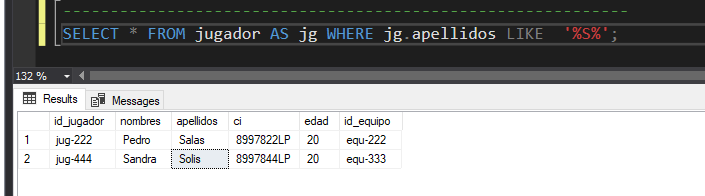 SELECT * FROM jugador AS jg WHERE jg.apellidos LIKE '%S%';
132 %
Results Messages
id_jugador nombres apellidos ci edad id_equipo
1 jug-222 Pedro Salas 8997822LP 20 equ-222
2 jug-444 Sandra Solis 8997844LP 20 equ-333